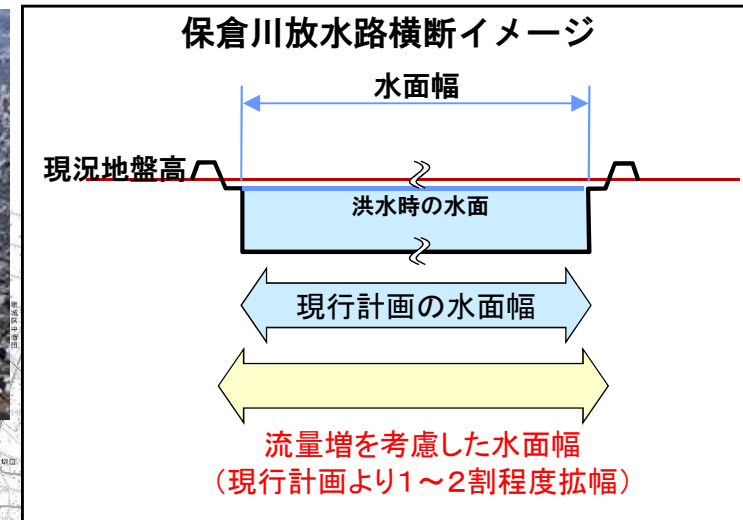 保倉川放水路横断イメージ
水面幅
現況地盤高
洪水時の水面
現行計画の水面幅
流量増を考慮した水面幅
（現行計画より１～２割程度拡幅）